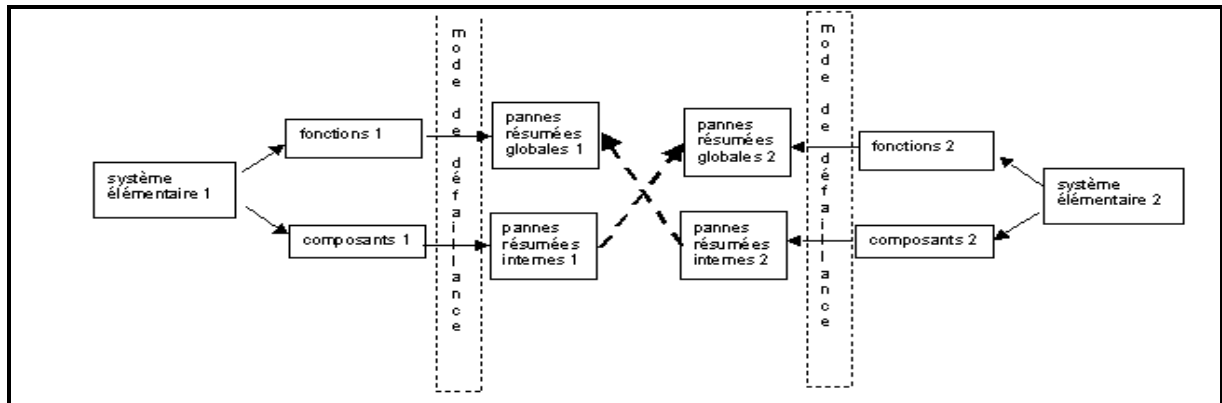 système
élémentaire 1
fonctions 1
composants 1
mode de défaillance
pannes
résumées
globales 1
pannes
résumées
internes 1
pannes
résumées
globales 2
pannes
résumées
internes 2
mode de défaillance
fonctions 2
composants 2
système
élémentaire 2